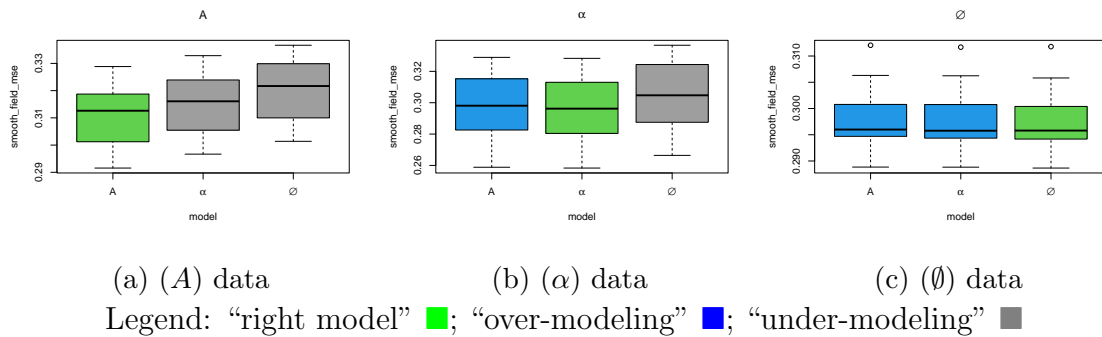 A
smooth_field_mse
0.29 0.31 0.33
A α ∅
model
α
smooth_field_mse
0.26 0.28 0.30 0.32
A α ∅
model
∅
smooth_field_mse
0.290 0.300 0.310
A α ∅
model
(a) (A) data
(b) (α) data
(c) (∅) data
Legend: “right model” ; “over-modeling” ; “under-modeling”